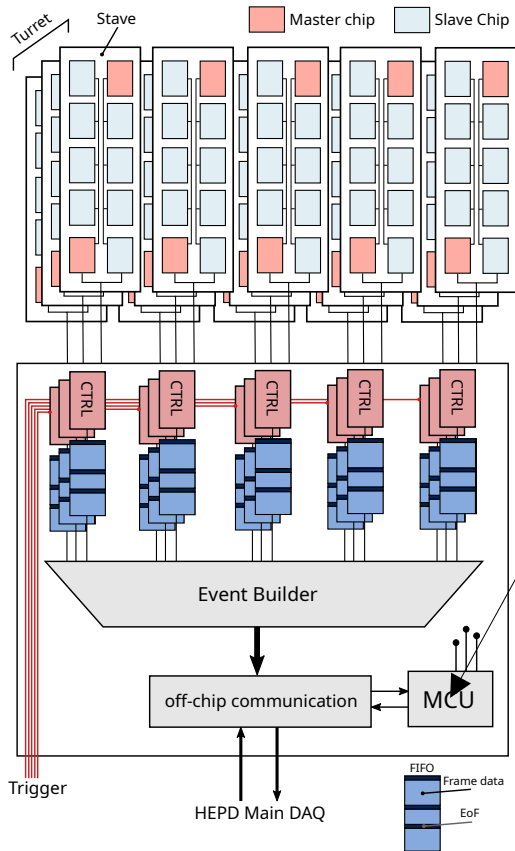 Master chip
Slave Chip
Turret
Stave
CTRL
CTRL
CTRL
CTRL
CTRL
Event Builder
off-chip communication
MCU
Trigger
HEPD Main DAQ
FIFO
Frame data
EoF